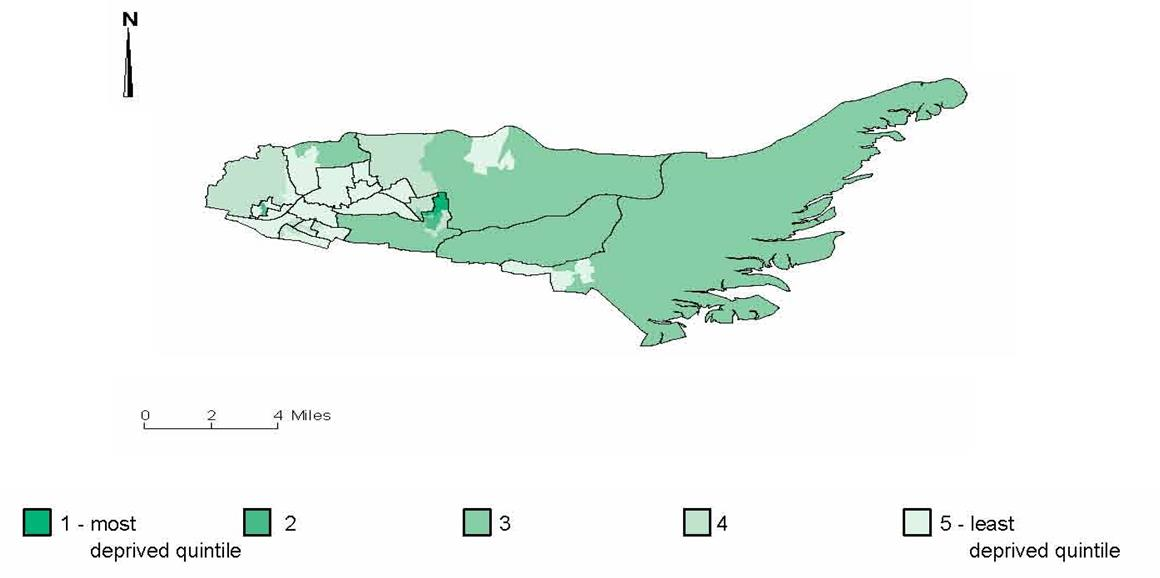 N
0 2 4 Miles
1 - most
deprived quintile
2
3
4
5 - least
deprived quintile